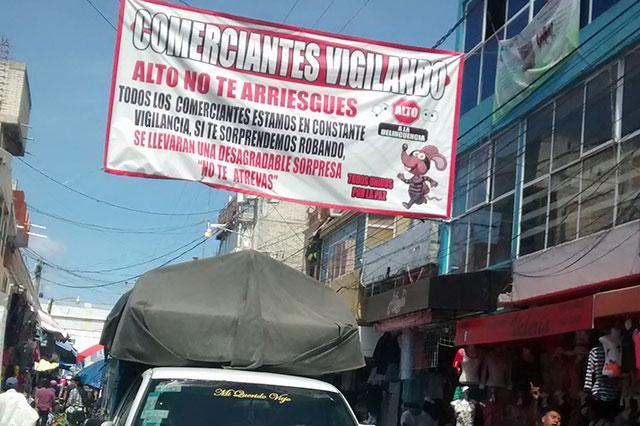 COMERCIANTES VIGILANDO
ALTO NO TE ARRIESGUES
TODOS LOS COMERCIANTES ESTAMOS EN CONSTANTE
VIGILANCIA, SI TE SORPRENDEMOS ROBANDO,
SE LLEVARAN UNA DESAGRADABLE SORPRESA
"NO TE ATREVAS"
ALTO
A LA
DELINCUENCIA
TODOS UNIDOS
POR LA PAZ
Mi Querido Viejo